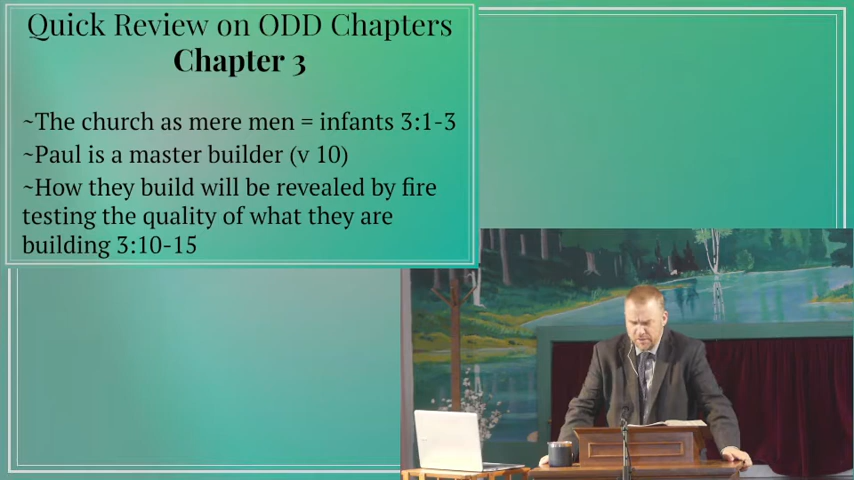 Quick Review on ODD Chapters
Chapter 3
~The church as mere men = infants 3:1-3
~Paul is a master builder (v 10)
~How they build will be revealed by fire
testing the quality of what they are
building 3:10-15